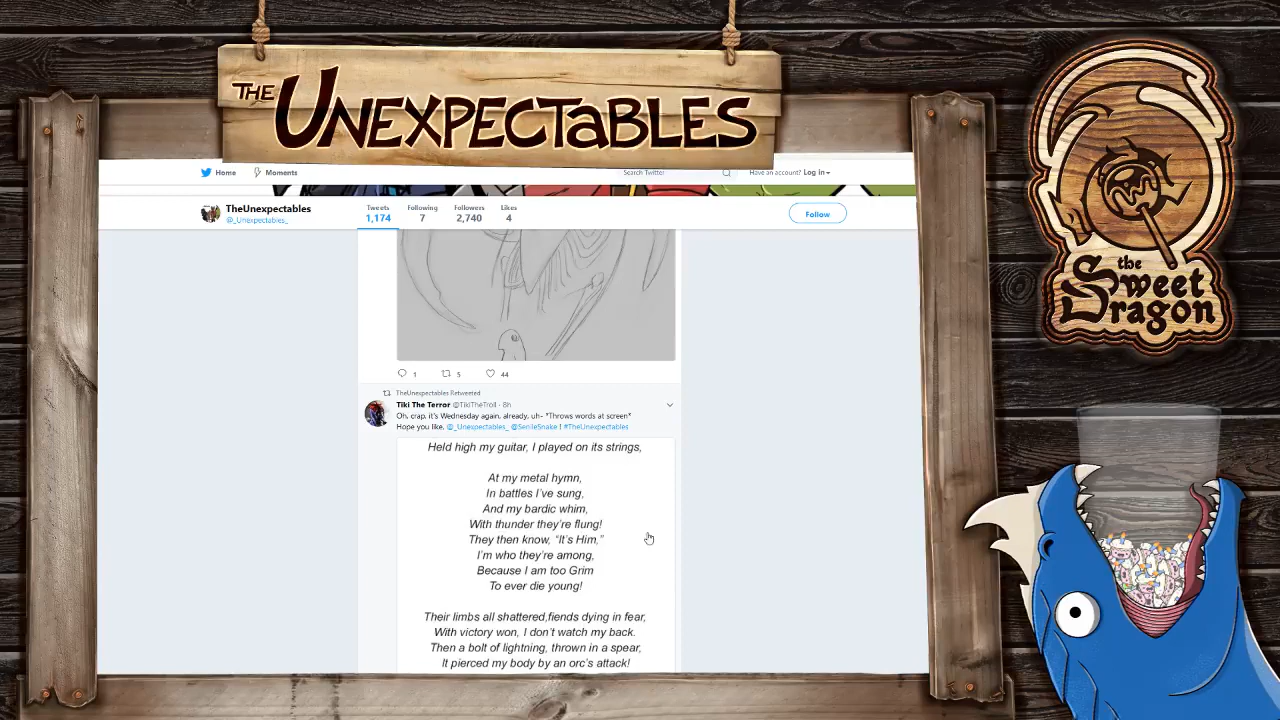 THE UNEXPECTABLES
Home
Moments
Search Twitter
Have an account? Log in
TheUnexpectables
@_Unexpectables_
Tweets
1,174
Following
7
Followers
2,740
Likes
4
Follow
1
5
44
TheUnexpectables Retweeted
Tiki The Terror @TikiTheTroll · 8h
Oh, crap, it's Wednesday again, already, uh- *Throws words at screen*
Hope you like, @_Unexpectables_ @SenileSnake ! #TheUnexpectables
Held high my guitar, I played on its strings,
At my metal hymn,
In battles I've sung,
And my bardic whim,
With thunder they're flung!
They then know, “It's Him,”
I'm who they're among,
Because I am too Grim
To ever die young!
Their limbs all shattered,fiends dying in fear,
With victory won, I don't watch my back.
Then a bolt of lightning, thrown in a spear,
It pierced my body by an orc's attack!
the
Sweet
Dragon